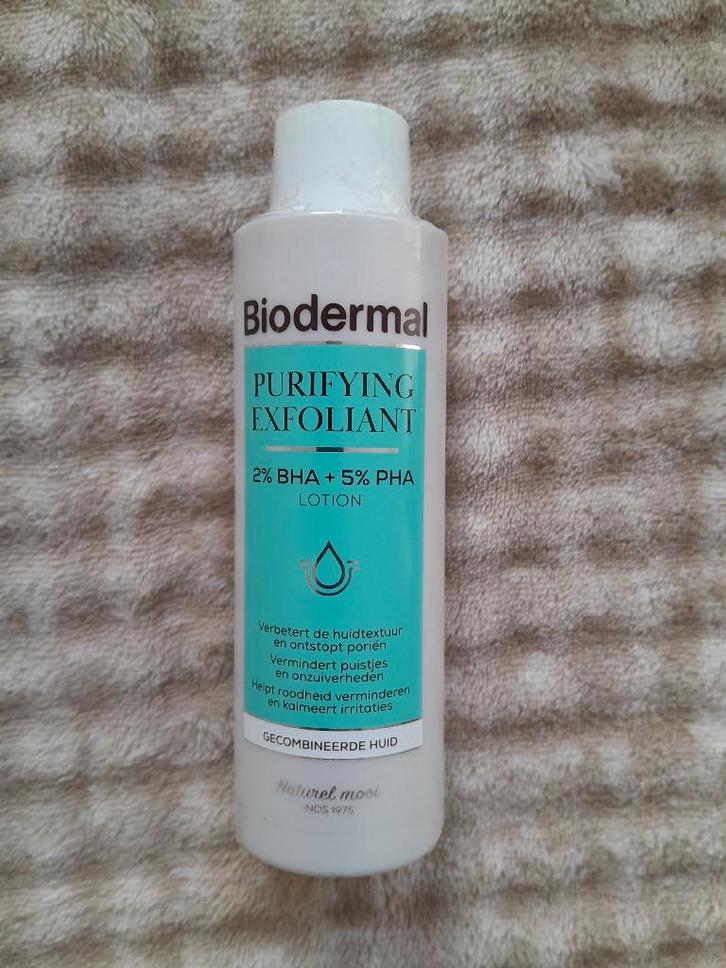 Biodermal
PURIFYING
EXFOLIANT
2% BHA + 5% PHA
LOTION
Verbetert de huidtextuur
en ontstopt poriën
Vermindert puistjes
en onzuiverheden
Helpt roodheid verminderen
en kalmeert irritaties
GECOMBINEERDE HUID
Naturel mooi
SINDS 1975